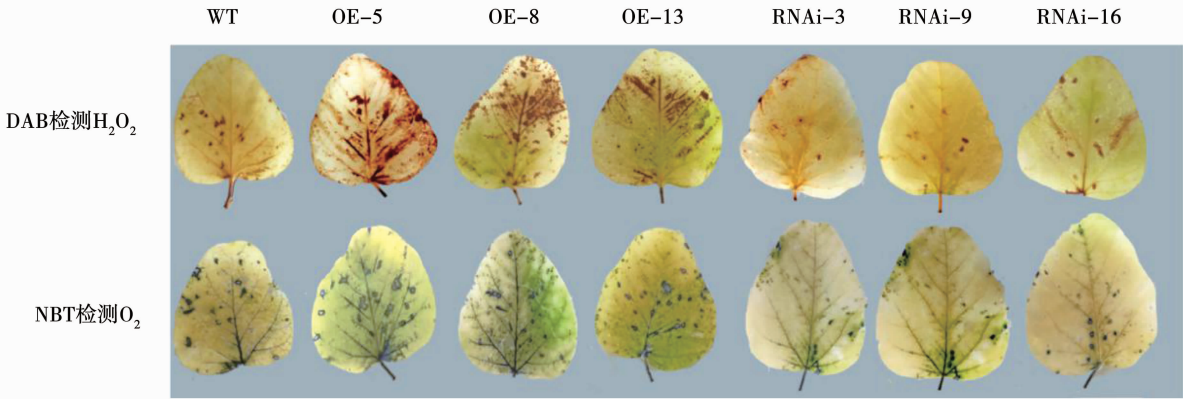 WT OE-5 OE-8 OE-13 RNAi-3 RNAi-9 RNAi-16
DAB检测H₂O₂
NBT检测O₂